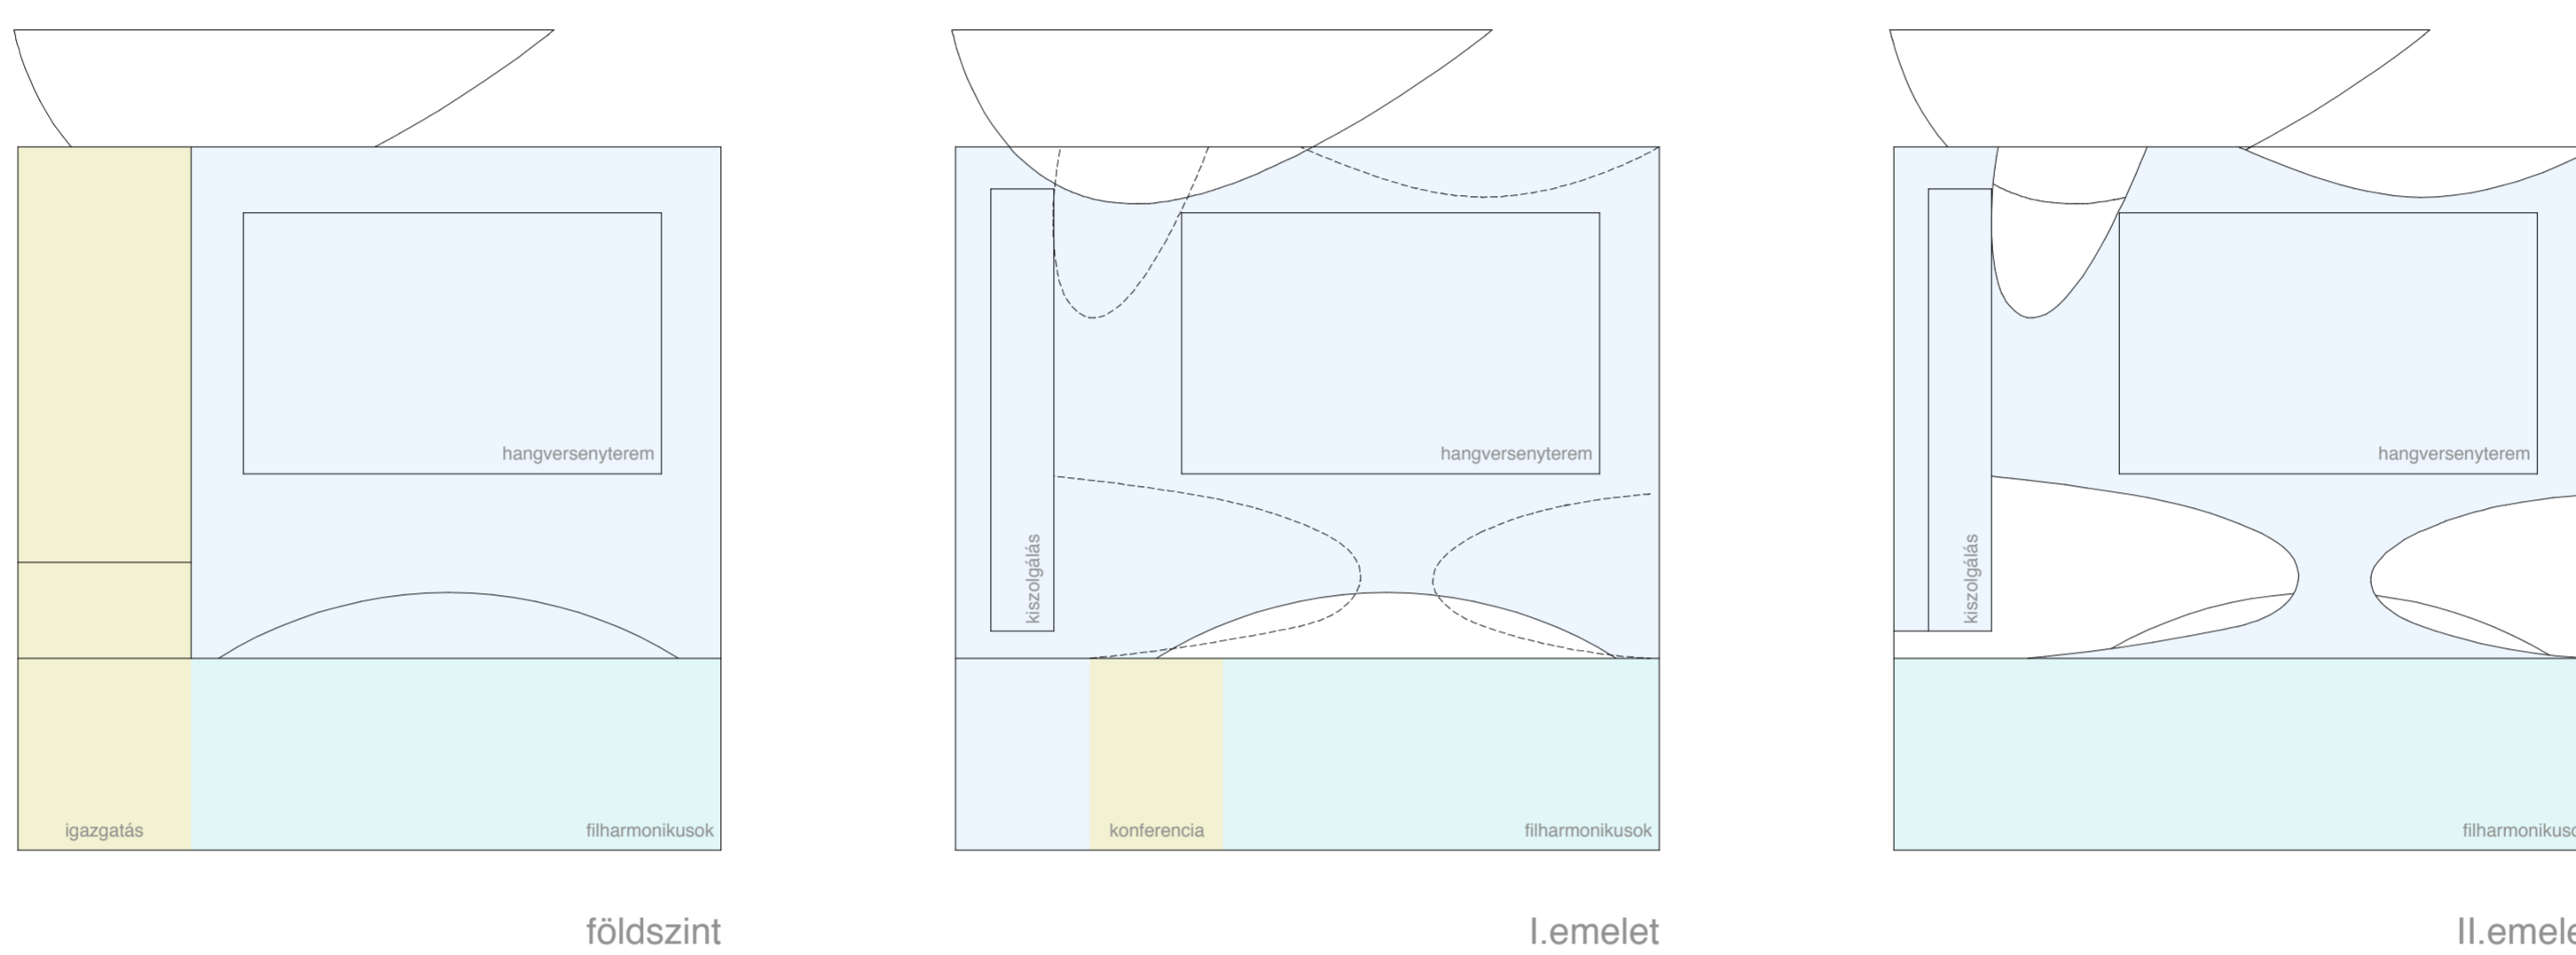 hangversenyterem
igazgatás
filharmonikusok
földszint
hangversenyterem
kiszolgálás
konferencia
filharmonikusok
I.emelet
hangversenyterem
kiszolgálás